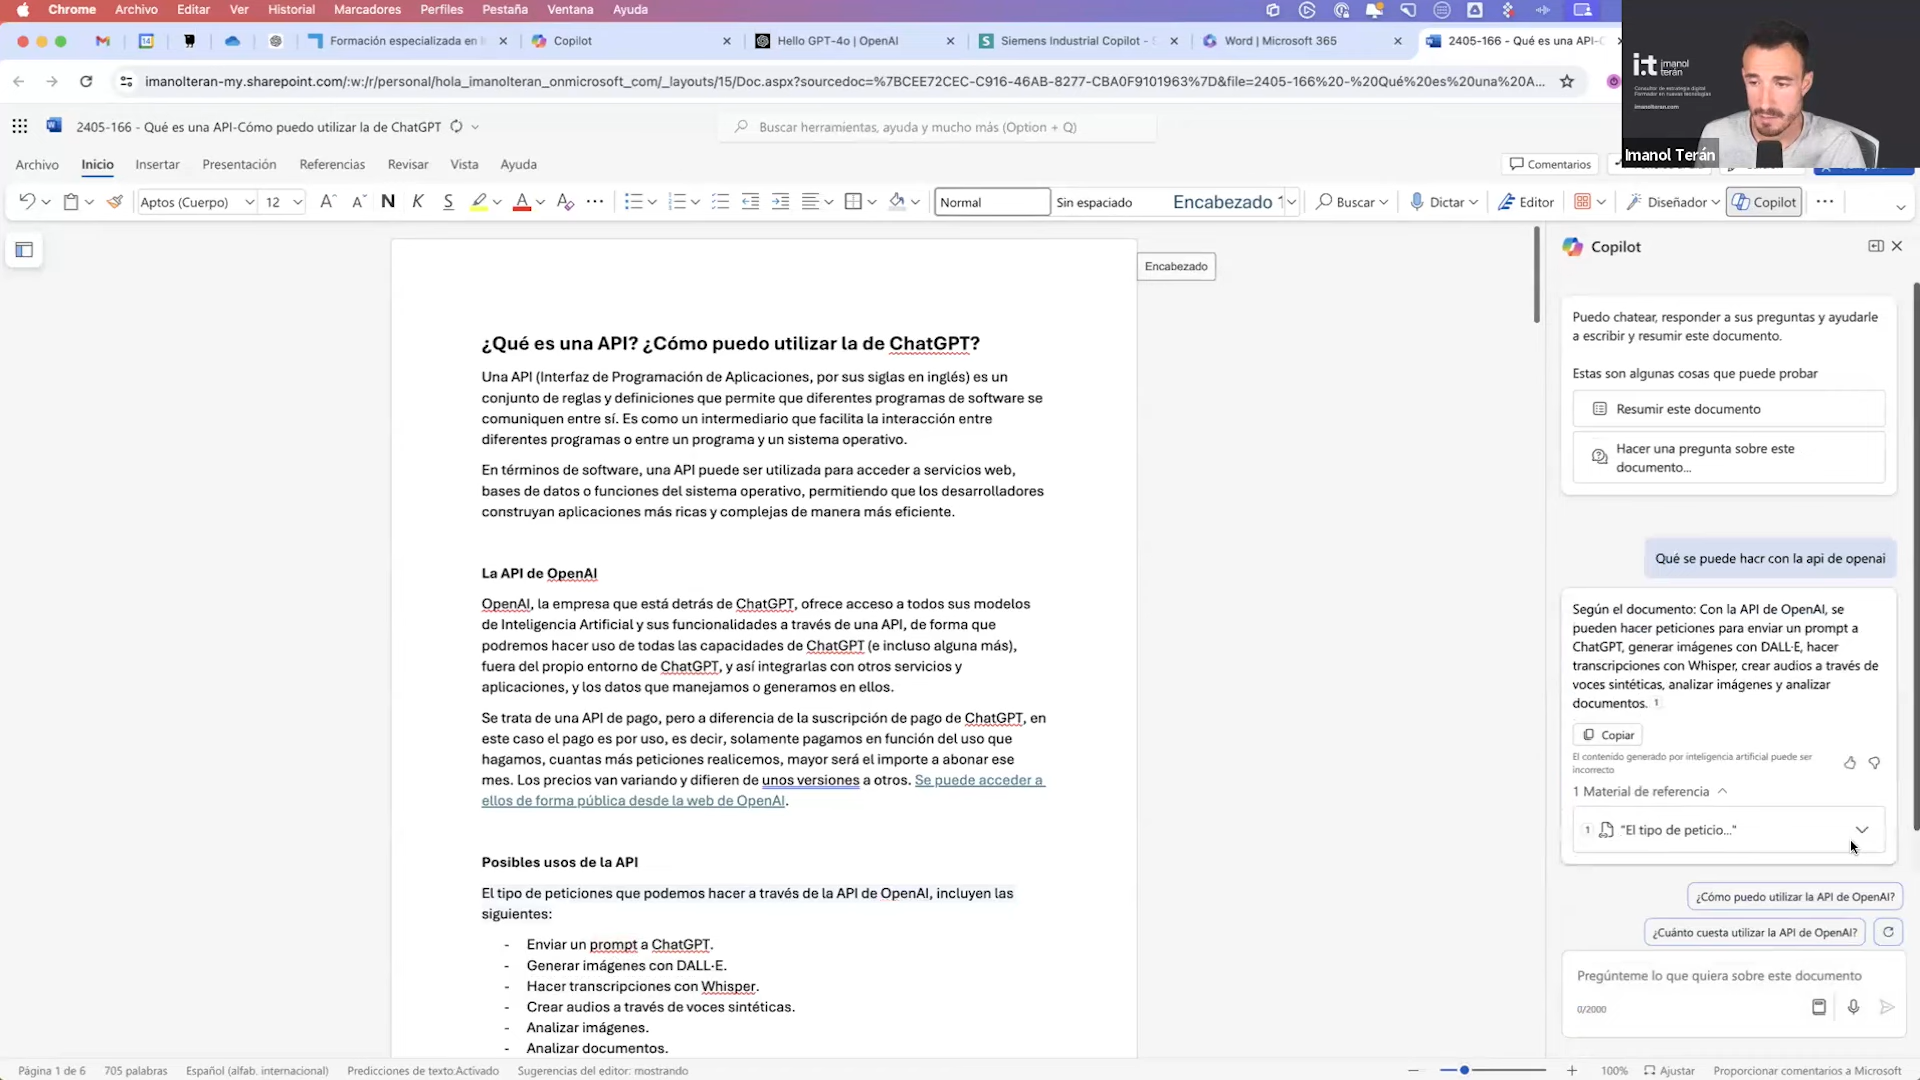 Chrome Archivo Editar Ver Historial Marcadores Perfiles Pestaña Ventana Ayuda
Formación especializada en
Copilot
Hello GPT-4o | OpenAI
Siemens Industrial Copilot -
Word | Microsoft 365
2405-166 - Qué es una API-C
imanolteran-my.sharepoint.com/:w:/r/personal/hola_imanolteran_onmicrosoft_com/_layouts/15/Doc.aspx?sourcedoc=%7BCEE72CEC-C916-46AB-8277-CBA0F9101963%7D&file=2405-166%20-%20Qué%20es%20una%20A...
i.t imanol terán
Consultor de estrategia digital
Formador en nuevas tecnologías
imanolteran.com
Imanol Terán
2405-166 - Qué es una API-Cómo puedo utilizar la de ChatGPT
Buscar herramientas, ayuda y mucho más (Option + Q)
Archivo Inicio Insertar Presentación Referencias Revisar Vista Ayuda
Comentarios
Aptos (Cuerpo) 12 N K S
Normal Sin espaciado Encabezado 1
Buscar Dictar Editor Diseñador Copilot
Encabezado
¿Qué es una API? ¿Cómo puedo utilizar la de ChatGPT?
Una API (Interfaz de Programación de Aplicaciones, por sus siglas en inglés) es un
conjunto de reglas y definiciones que permite que diferentes programas de software se
comuniquen entre sí. Es como un intermediario que facilita la interacción entre
diferentes programas o entre un programa y un sistema operativo.
En términos de software, una API puede ser utilizada para acceder a servicios web,
bases de datos o funciones del sistema operativo, permitiendo que los desarrolladores
construyan aplicaciones más ricas y complejas de manera más eficiente.
La API de OpenAI
OpenAI, la empresa que está detrás de ChatGPT, ofrece acceso a todos sus modelos
de Inteligencia Artificial y sus funcionalidades a través de una API, de forma que
podremos hacer uso de todas las capacidades de ChatGPT (e incluso alguna más),
fuera del propio entorno de ChatGPT, y así integrarlas con otros servicios y
aplicaciones, y los datos que manejamos o generamos en ellos.
Se trata de una API de pago, pero a diferencia de la suscripción de pago de ChatGPT, en
este caso el pago es por uso, es decir, solamente pagamos en función del uso que
hagamos, cuantas más peticiones realicemos, mayor será el importe a abonar ese
mes. Los precios van variando y difieren de unos versiones a otros. Se puede acceder a
ellos de forma pública desde la web de OpenAI.
Posibles usos de la API
El tipo de peticiones que podemos hacer a través de la API de OpenAI, incluyen las
siguientes:
- Enviar un prompt a ChatGPT.
- Generar imágenes con DALL·E.
- Hacer transcripciones con Whisper.
- Crear audios a través de voces sintéticas.
- Analizar imágenes.
- Analizar documentos.
Copilot
Puedo chatear, responder a sus preguntas y ayudarle
a escribir y resumir este documento.
Estas son algunas cosas que puede probar
Resumir este documento
Hacer una pregunta sobre este
documento...
Qué se puede hacr con la api de openai
Según el documento: Con la API de OpenAI, se
pueden hacer peticiones para enviar un prompt a
ChatGPT, generar imágenes con DALL·E, hacer
transcripciones con Whisper, crear audios a través de
voces sintéticas, analizar imágenes y analizar
documentos. 1
Copiar
El contenido generado por inteligencia artificial puede ser
incorrecto
1 Material de referencia
1 "El tipo de peticio..."
¿Cómo puedo utilizar la API de OpenAI?
¿Cuánto cuesta utilizar la API de OpenAI?
Pregúnteme lo que quiera sobre este documento
0/2000
Página 1 de 6 705 palabras Español (alfab. internacional) Predicciones de texto:Activado Sugerencias del editor: mostrando
100% Ajustar Proporcionar comentarios a Microsoft